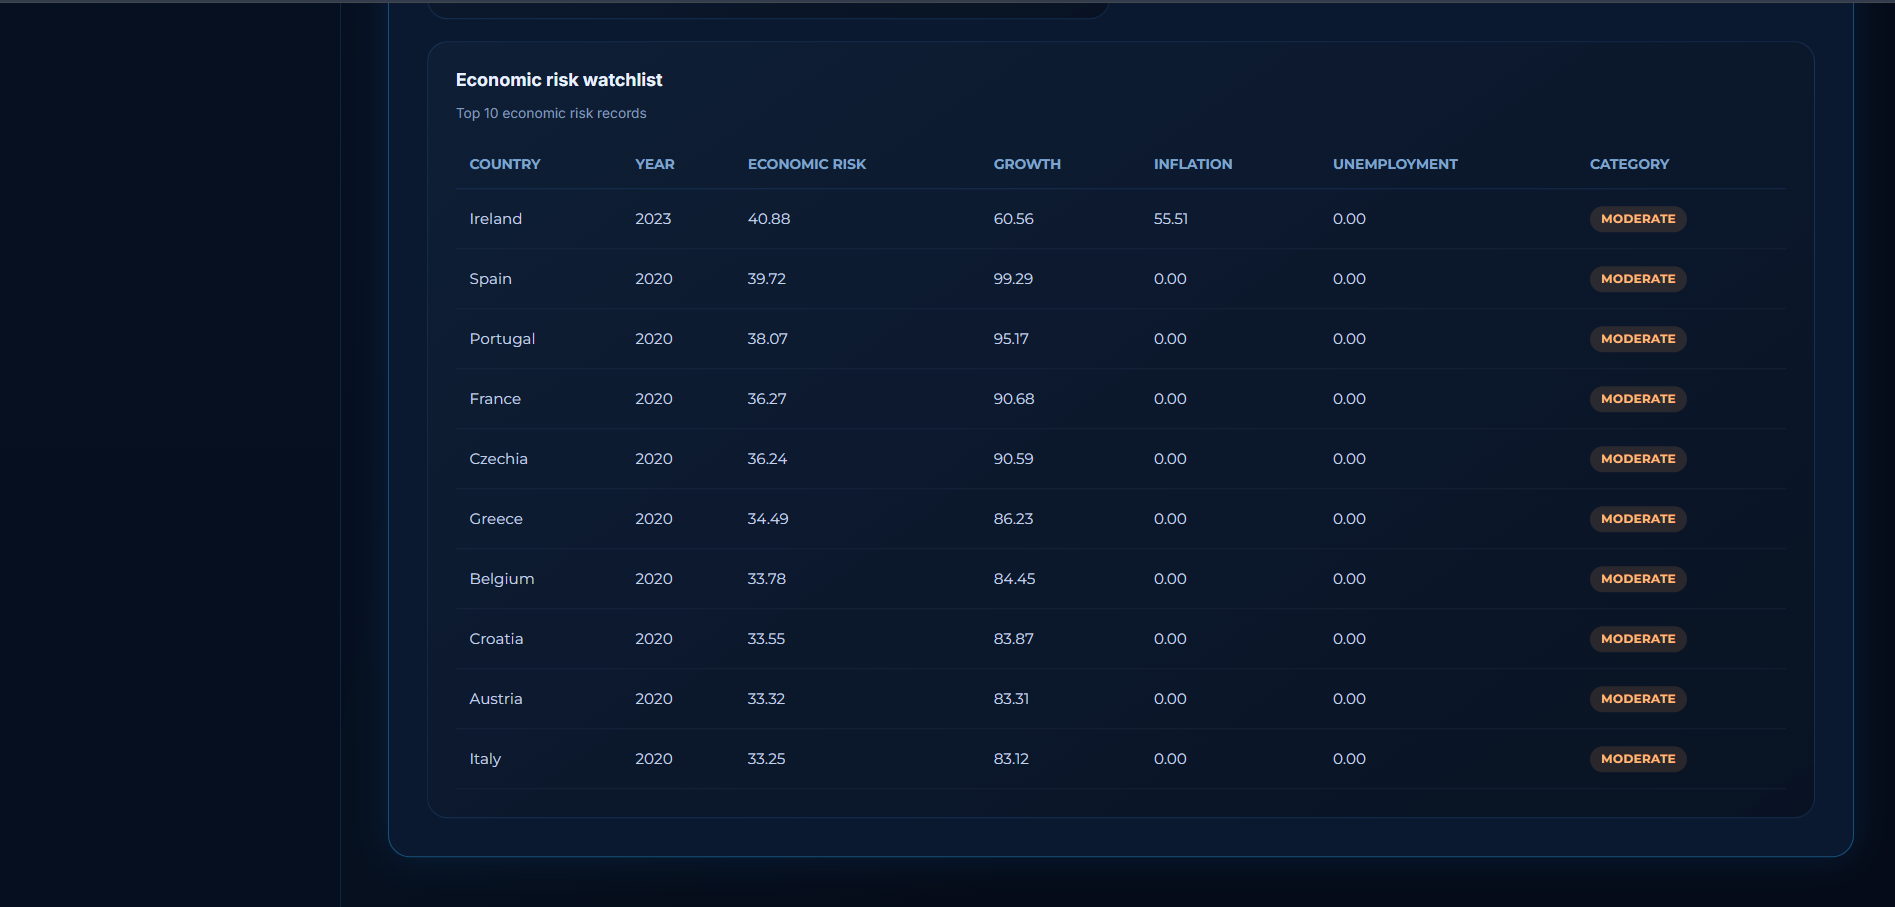 Economic risk watchlist
Top 10 economic risk records
COUNTRY YEAR ECONOMIC RISK GROWTH INFLATION UNEMPLOYMENT CATEGORY
Ireland 2023 40.88 60.56 55.51 0.00 MODERATE
Spain 2020 39.72 99.29 0.00 0.00 MODERATE
Portugal 2020 38.07 95.17 0.00 0.00 MODERATE
France 2020 36.27 90.68 0.00 0.00 MODERATE
Czechia 2020 36.24 90.59 0.00 0.00 MODERATE
Greece 2020 34.49 86.23 0.00 0.00 MODERATE
Belgium 2020 33.78 84.45 0.00 0.00 MODERATE
Croatia 2020 33.55 83.87 0.00 0.00 MODERATE
Austria 2020 33.32 83.31 0.00 0.00 MODERATE
Italy 2020 33.25 83.12 0.00 0.00 MODERATE